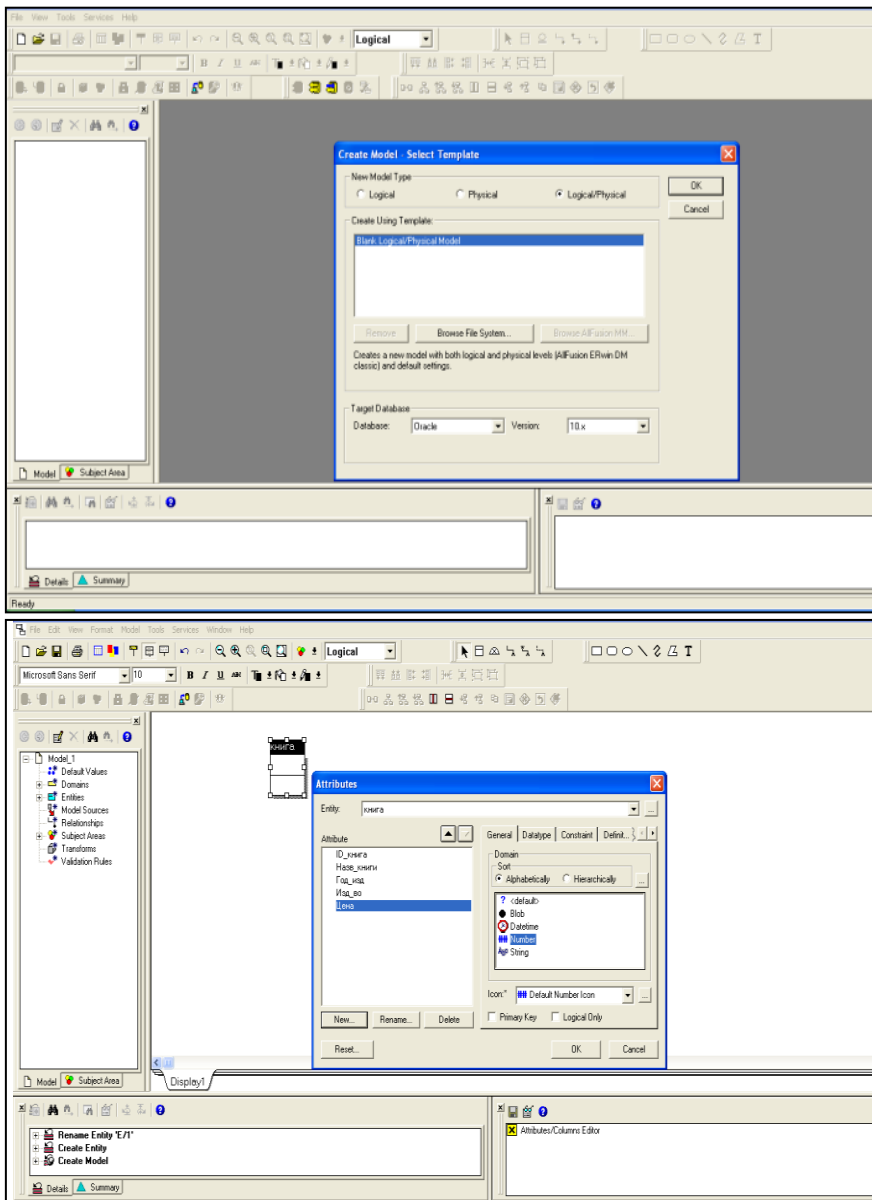 File View Tools Services Help
Logical
B I U ABC
T
Create Model - Select Template
New Model Type
Logical Physical Logical/Physical
OK
Cancel
Create Using Template:
Blank Logical/Physical Model
Remove Browse File System... Browse AllFusion MM...
Creates a new model with both logical and physical levels (AllFusion ERwin DM
classic) and default settings.
Target Database
Database: Oracle Version: 10.x
Model Subject Area
Details Summary
Ready
File Edit View Format Model Tools Services Window Help
Logical
T
Microsoft Sans Serif 10 B I U ABC
книга
Model_1
Default Values
Domains
Entities
Model Sources
Relationships
Subject Areas
Transforms
Validation Rules
Attributes
Entity: книга
Attribute
ID_книга
Назв_книги
Год_изд
Изд_во
Цена
New... Rename... Delete
Reset...
General Datatype Constraint Definit...
Domain
Sort
Alphabetically Hierarchically
<default>
Blob
Datetime
Number
String
Icon:* Default Number Icon
Primary Key Logical Only
OK Cancel
Display1
Model Subject Area
Rename Entity 'E/1'
Create Entity
Create Model
Details Summary
Attributes/Columns Editor